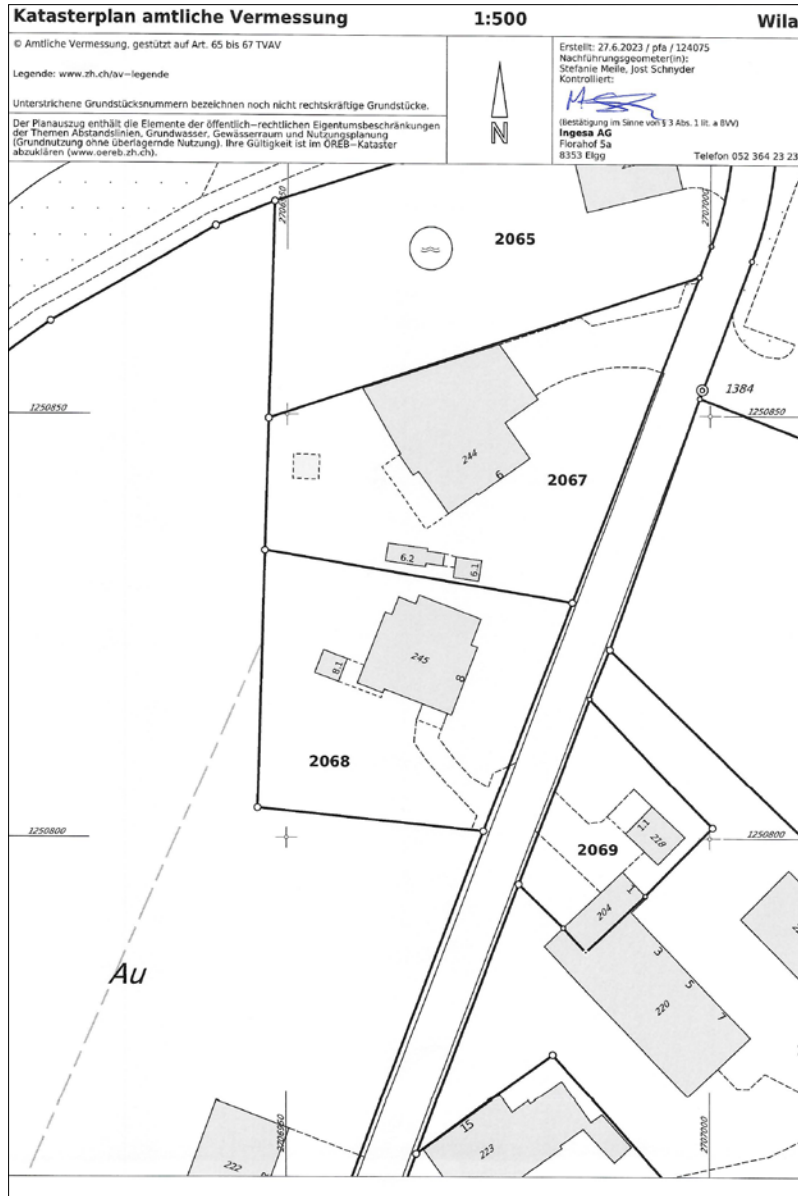 Katasterplan amtliche Vermessung 1:500 Wila
© Amtliche Vermessung, gestützt auf Art. 65 bis 67 TVAV
Legende: www.zh.ch/av-legende
Unterstrichene Grundstücksnummern bezeichnen noch nicht rechtskräftige Grundstücke.
Der Planauszug enthält die Elemente der öffentlich-rechtlichen Eigentumsbeschränkungen
der Themen Abstandslinien, Grundwasser, Gewässerraum und Nutzungsplanung
(Grundnutzung ohne überlagernde Nutzung). Ihre Gültigkeit ist im ÖREB-Kataster
abzuklären (www.oereb.zh.ch).
N
Erstellt: 27.6.2023 / pfa / 124075
Nachführungsgeometer(in):
Stefanie Meile, Jost Schnyder
Kontrolliert:
(Bestätigung im Sinne von § 3 Abs. 1 lit. a BVV)
Ingesa AG
Florahof 5a
8353 Elgg Telefon 052 364 23 23
2706950
2707000
2065
1384
1250850
1250850
244
6
2067
6.2
6.1
245
8
8.1
2068
1250800
1250800
11
218
2069
1
204
3
5
7
220
Au
2706950
2707000
15
223
222